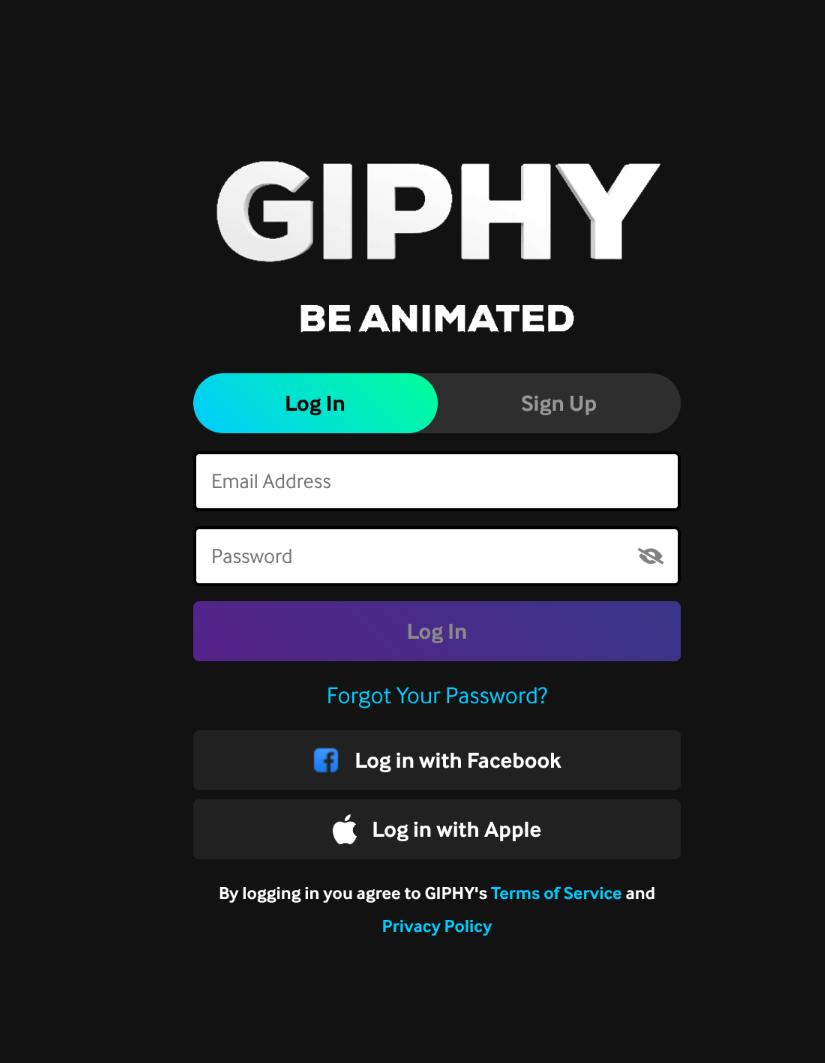 GIPHY
BE ANIMATED
Log In
Sign Up
Email Address
Password
Log In
Forgot Your Password?
Log in with Facebook
Log in with Apple
By logging in you agree to GIPHY's Terms of Service and
Privacy Policy